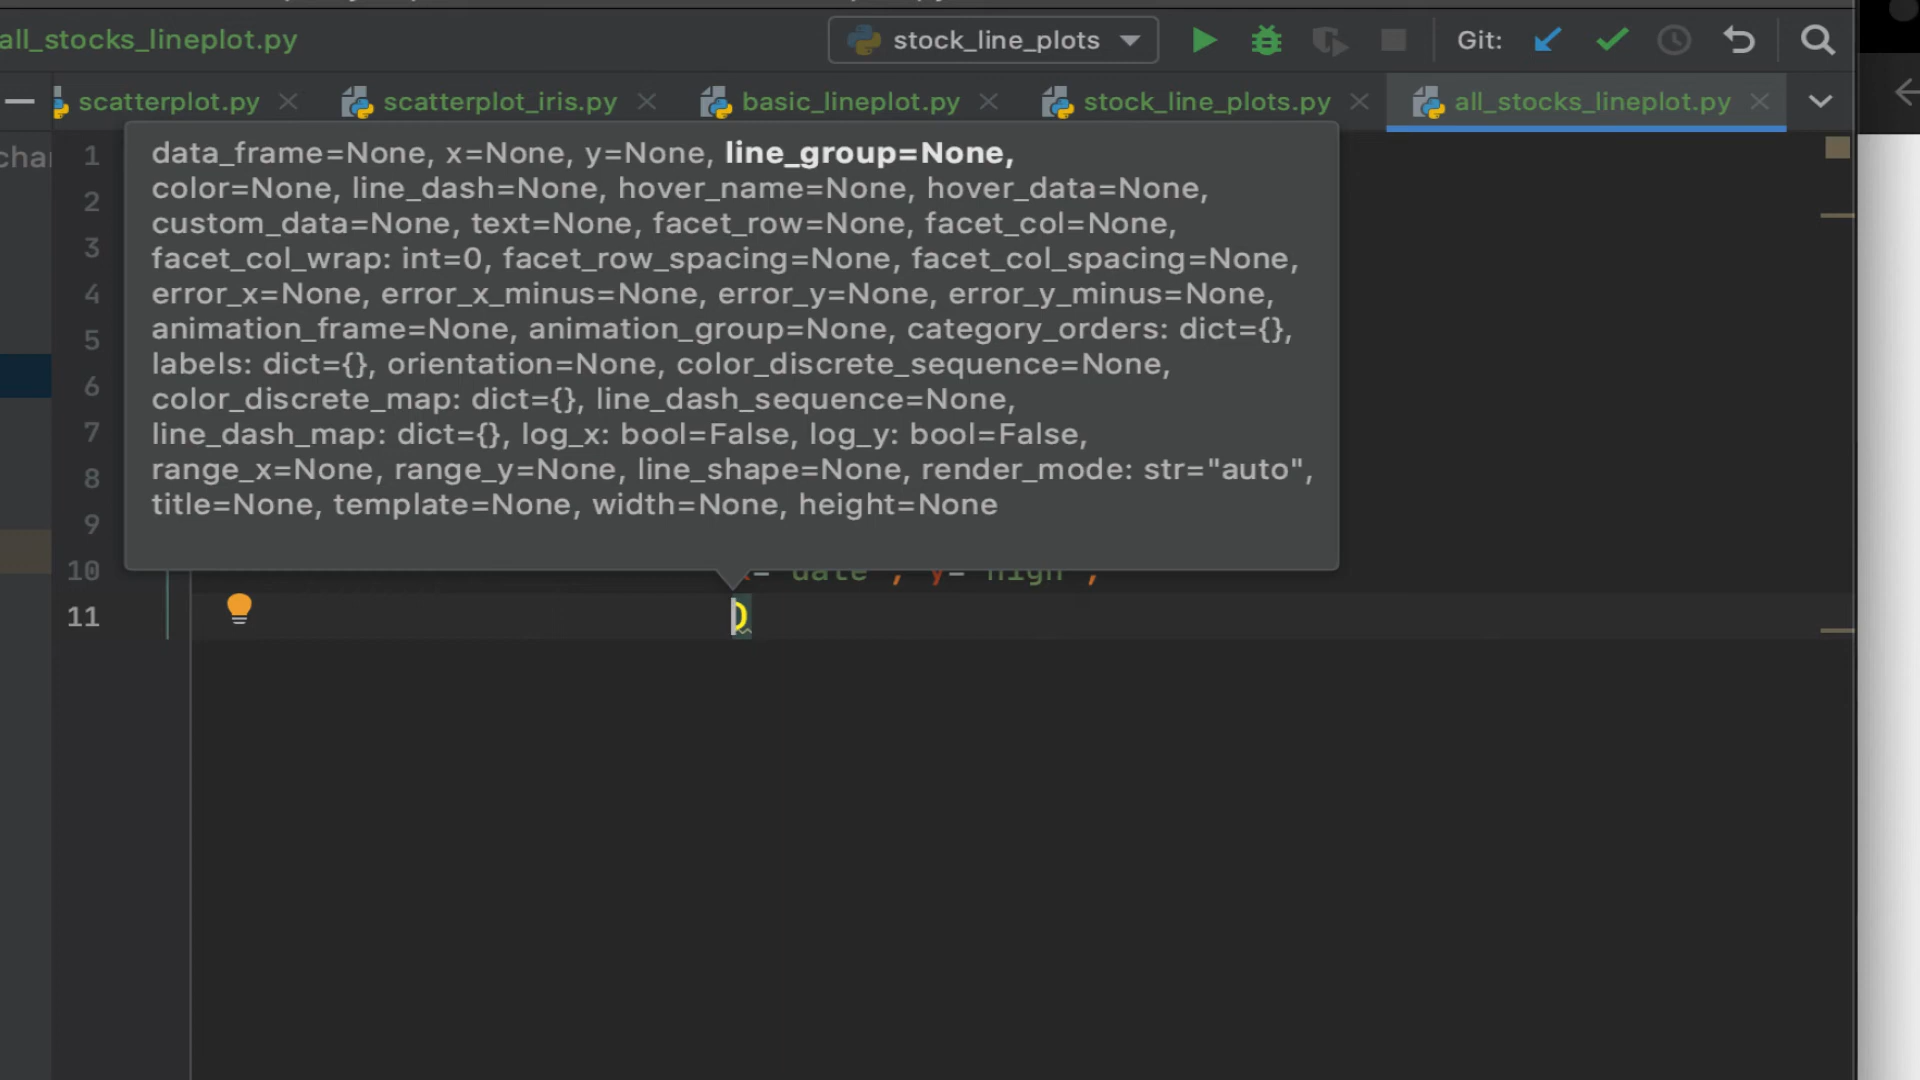 all_stocks_lineplot.py
stock_line_plots
Git:
scatterplot.py
scatterplot_iris.py
basic_lineplot.py
stock_line_plots.py
all_stocks_lineplot.py
char
1
2
3
4
5
6
7
8
9
10
11
data_frame=None, x=None, y=None, line_group=None,
color=None, line_dash=None, hover_name=None, hover_data=None,
custom_data=None, text=None, facet_row=None, facet_col=None,
facet_col_wrap: int=0, facet_row_spacing=None, facet_col_spacing=None,
error_x=None, error_x_minus=None, error_y=None, error_y_minus=None,
animation_frame=None, animation_group=None, category_orders: dict={},
labels: dict={}, orientation=None, color_discrete_sequence=None,
color_discrete_map: dict={}, line_dash_sequence=None,
line_dash_map: dict={}, log_x: bool=False, log_y: bool=False,
range_x=None, range_y=None, line_shape=None, render_mode: str="auto",
title=None, template=None, width=None, height=None
x="date", y="high",
)